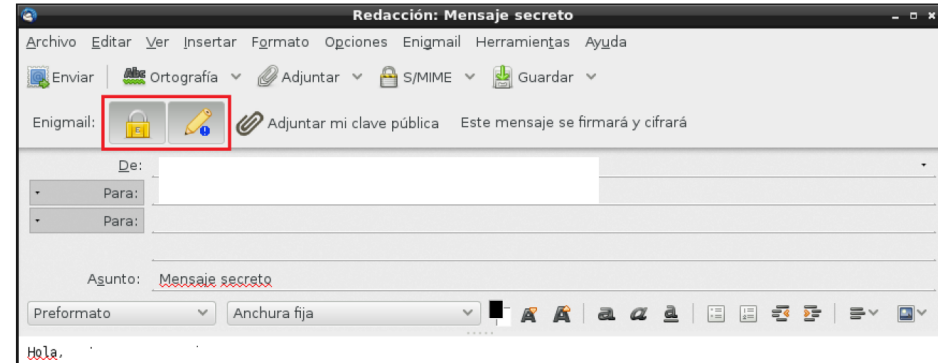 Redacción: Mensaje secreto
Archivo Editar Ver Insertar Formato Opciones Enigmail Herramientas Ayuda
Enviar Abc Ortografía Adjuntar S/MIME Guardar
Enigmail: Adjuntar mi clave pública Este mensaje se firmará y cifrará
De:
Para:
Para:
Asunto: Mensaje secreto
Preformato Anchura fija a a a
Hola,